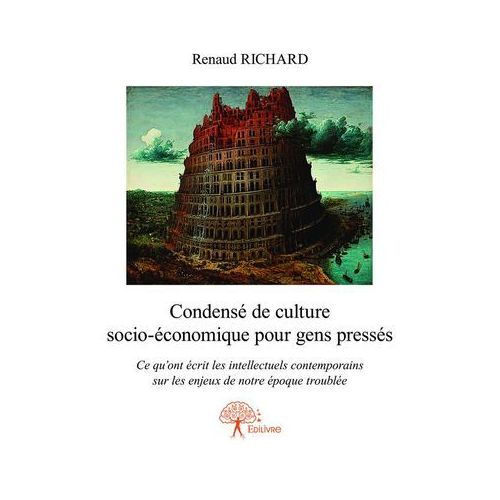 Renaud RICHARD
Condensé de culture
socio-économique pour gens pressés
Ce qu'ont écrit les intellectuels contemporains
sur les enjeux de notre époque troublée
EDILIVRE